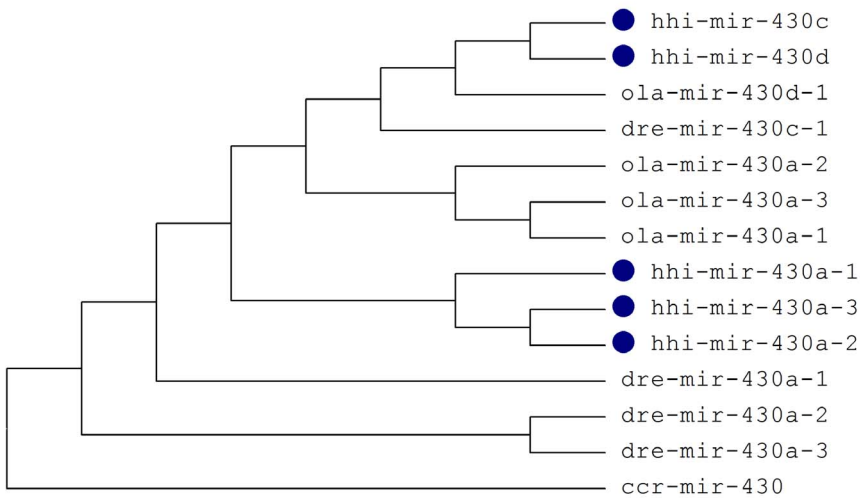 hhi-mir-430c
hhi-mir-430d
ola-mir-430d-1
dre-mir-430c-1
ola-mir-430a-2
ola-mir-430a-3
ola-mir-430a-1
hhi-mir-430a-1
hhi-mir-430a-3
hhi-mir-430a-2
dre-mir-430a-1
dre-mir-430a-2
dre-mir-430a-3
ccr-mir-430